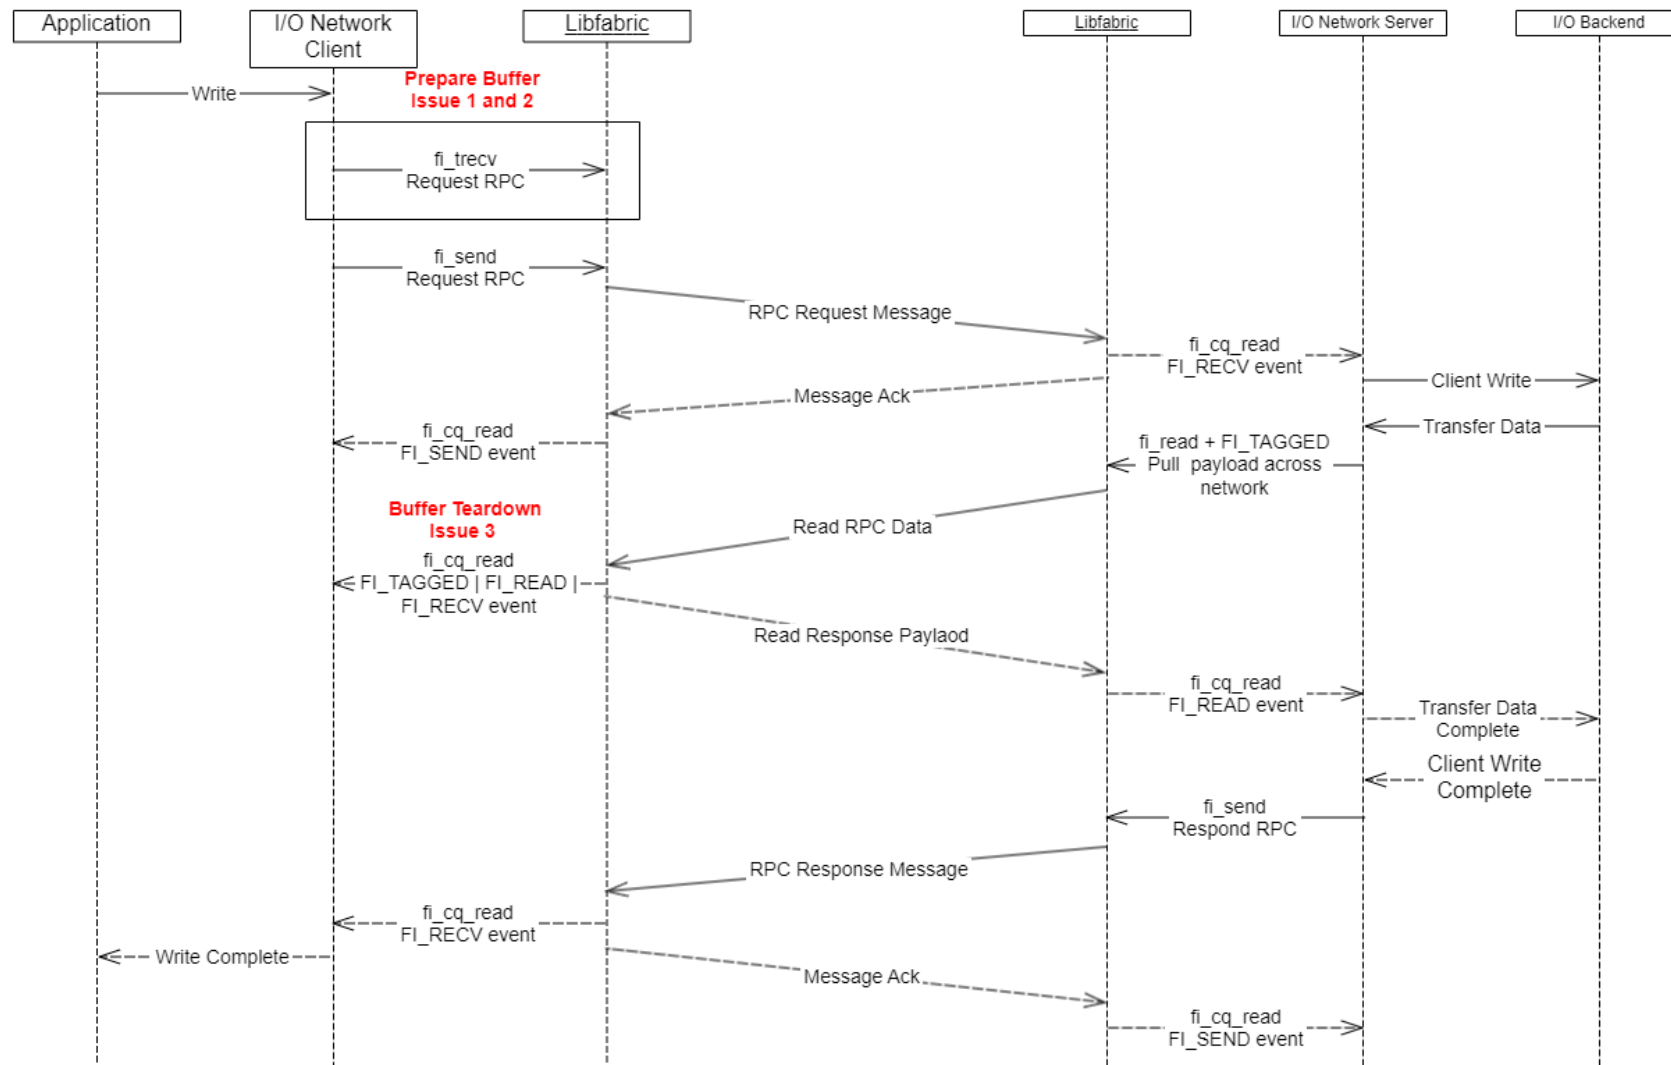 Application
I/O Network
Client
Libfabric
Libfabric
I/O Network Server
I/O Backend
Prepare Buffer
Issue 1 and 2
Write
fi_trecv
Request RPC
fi_send
Request RPC
RPC Request Message
fi_cq_read
FI_RECV event
Client Write
Message Ack
Transfer Data
fi_cq_read
FI_SEND event
fi_read + FI_TAGGED
Pull payload across
network
Buffer Teardown
Issue 3
Read RPC Data
fi_cq_read
FI_TAGGED | FI_READ |
FI_RECV event
Read Response Paylaod
fi_cq_read
FI_READ event
Transfer Data
Complete
Client Write
Complete
fi_send
Respond RPC
RPC Response Message
fi_cq_read
FI_RECV event
Write Complete
Message Ack
fi_cq_read
FI_SEND event